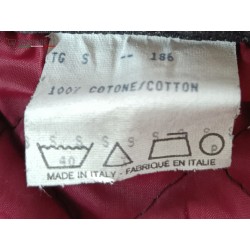 TG S -- 186
100% COTONE/COTTON
S S S S S S
40 P
MADE IN ITALY - FABRIQUÉ EN ITALIE